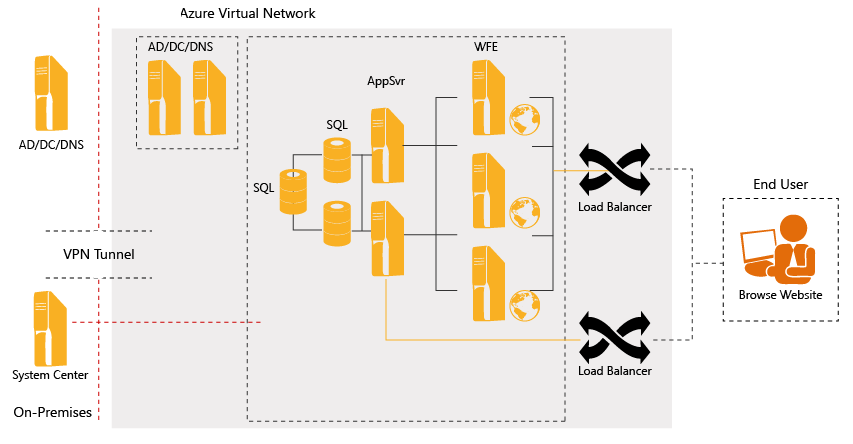 Azure Virtual Network
AD/DC/DNS
WFE
AppSvr
AD/DC/DNS
SQL
SQL
End User
Load Balancer
VPN Tunnel
Browse Website
System Center
Load Balancer
On-Premises